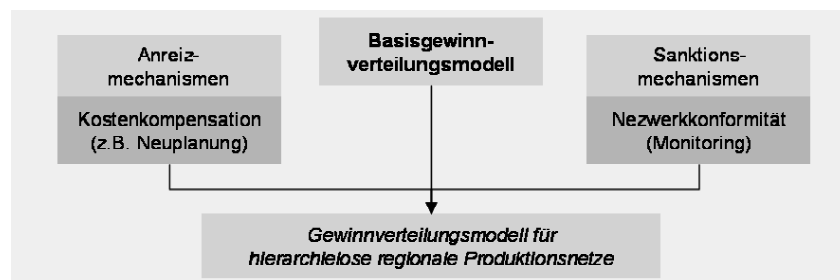 Anreiz-
mechanismen
Kostenkompensation
(z.B. Neuplanung)
Basisgewinn-
verteilungsmodell
Sanktions-
mechanismen
Nezwerkkonformität
(Monitoring)
Gewinnverteilungsmodell für
hierarchielose regionale Produktionsnetze